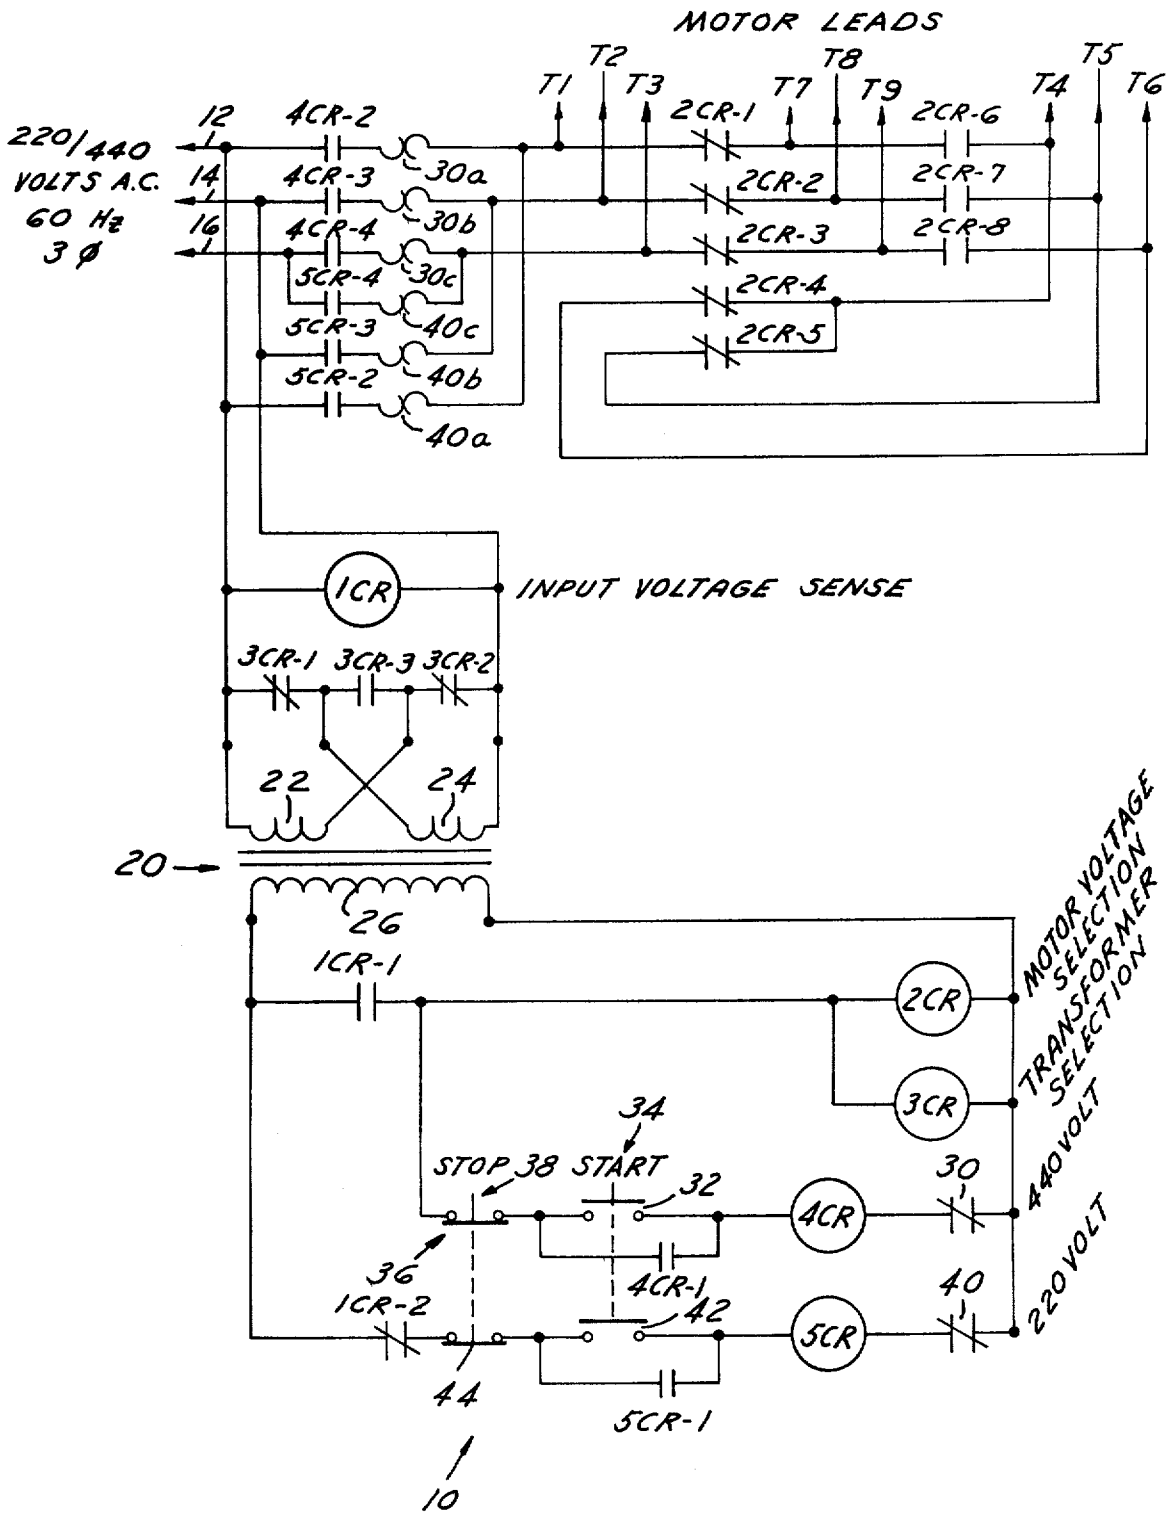 MOTOR LEADS
T1 T2 T3 T7 T8 T9 T4 T5 T6
220/440
VOLTS A.C.
60 Hz
3 ϕ
12
14
16
4CR-2
30a
4CR-3
30b
4CR-4
30c
5CR-4
40c
5CR-3
40b
5CR-2
40a
2CR-1
2CR-2
2CR-3
2CR-4
2CR-5
2CR-6
2CR-7
2CR-8
1CR
INPUT VOLTAGE SENSE
3CR-1 3CR-3 3CR-2
22 24
20
26
1CR-1
2CR
MOTOR VOLTAGE
SELECTION
3CR
TRANSFORMER
SELECTION
34
STOP 38 START
32
4CR
30
440 VOLT
36
4CR-1
1CR-2
42
5CR
40
220 VOLT
44
5CR-1
10